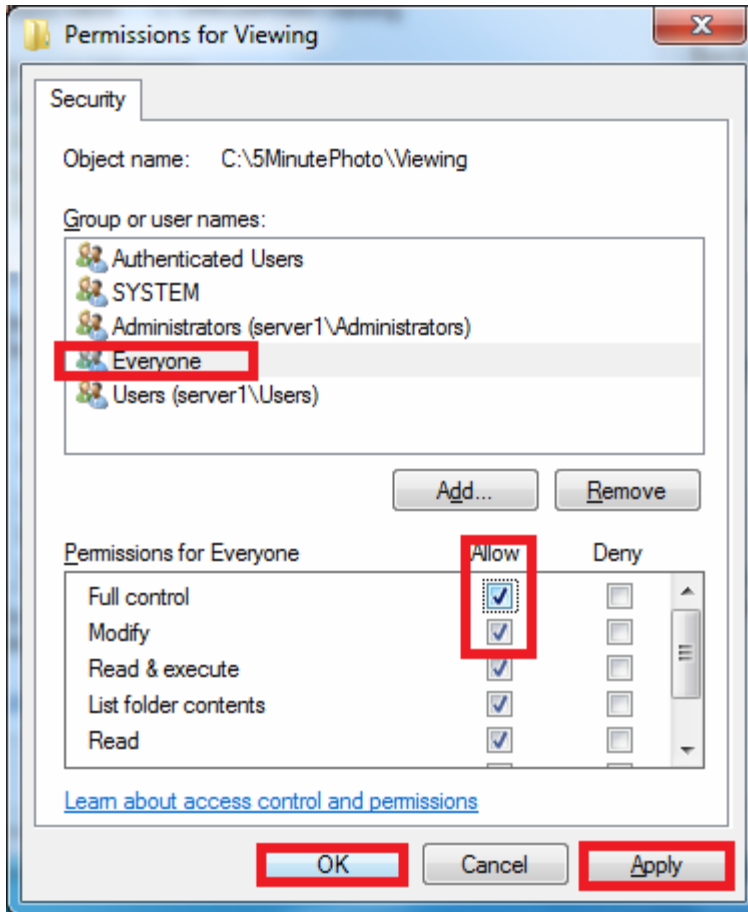 Permissions for Viewing
Security
Object name: C:\5MinutePhoto\Viewing
Group or user names:
Authenticated Users
SYSTEM
Administrators (server1\Administrators)
Everyone
Users (server1\Users)
Add... Remove
Permissions for Everyone Allow Deny
Full control
Modify
Read & execute
List folder contents
Read
Learn about access control and permissions
OK Cancel Apply